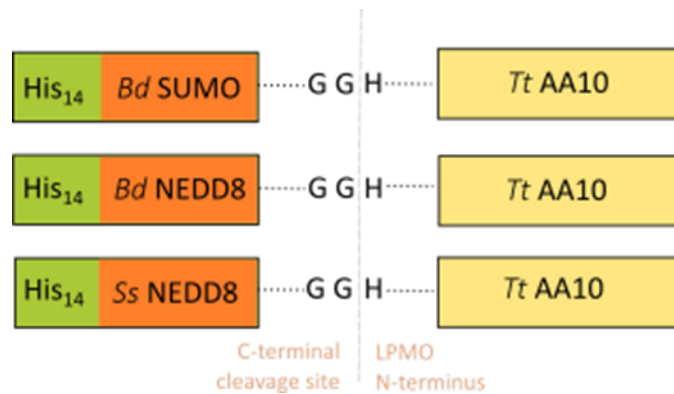 His14 Bd SUMO G G H Tt AA10
His14 Bd NEDD8 G G H Tt AA10
His14 Ss NEDD8 G G H Tt AA10
C-terminal LPMO
cleavage site N-terminus